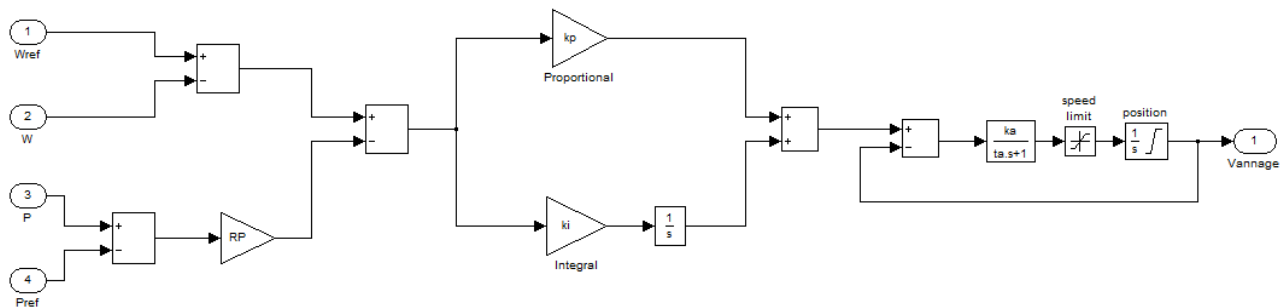 1
Wref
+
−
2
W
3
P
+
−
RP
4
Pref
+
−
kp
Proportional
ki
Integral
1
s
+
+
+
−
ka
ta.s+1
speed
limit
position
1
s
1
Vannage